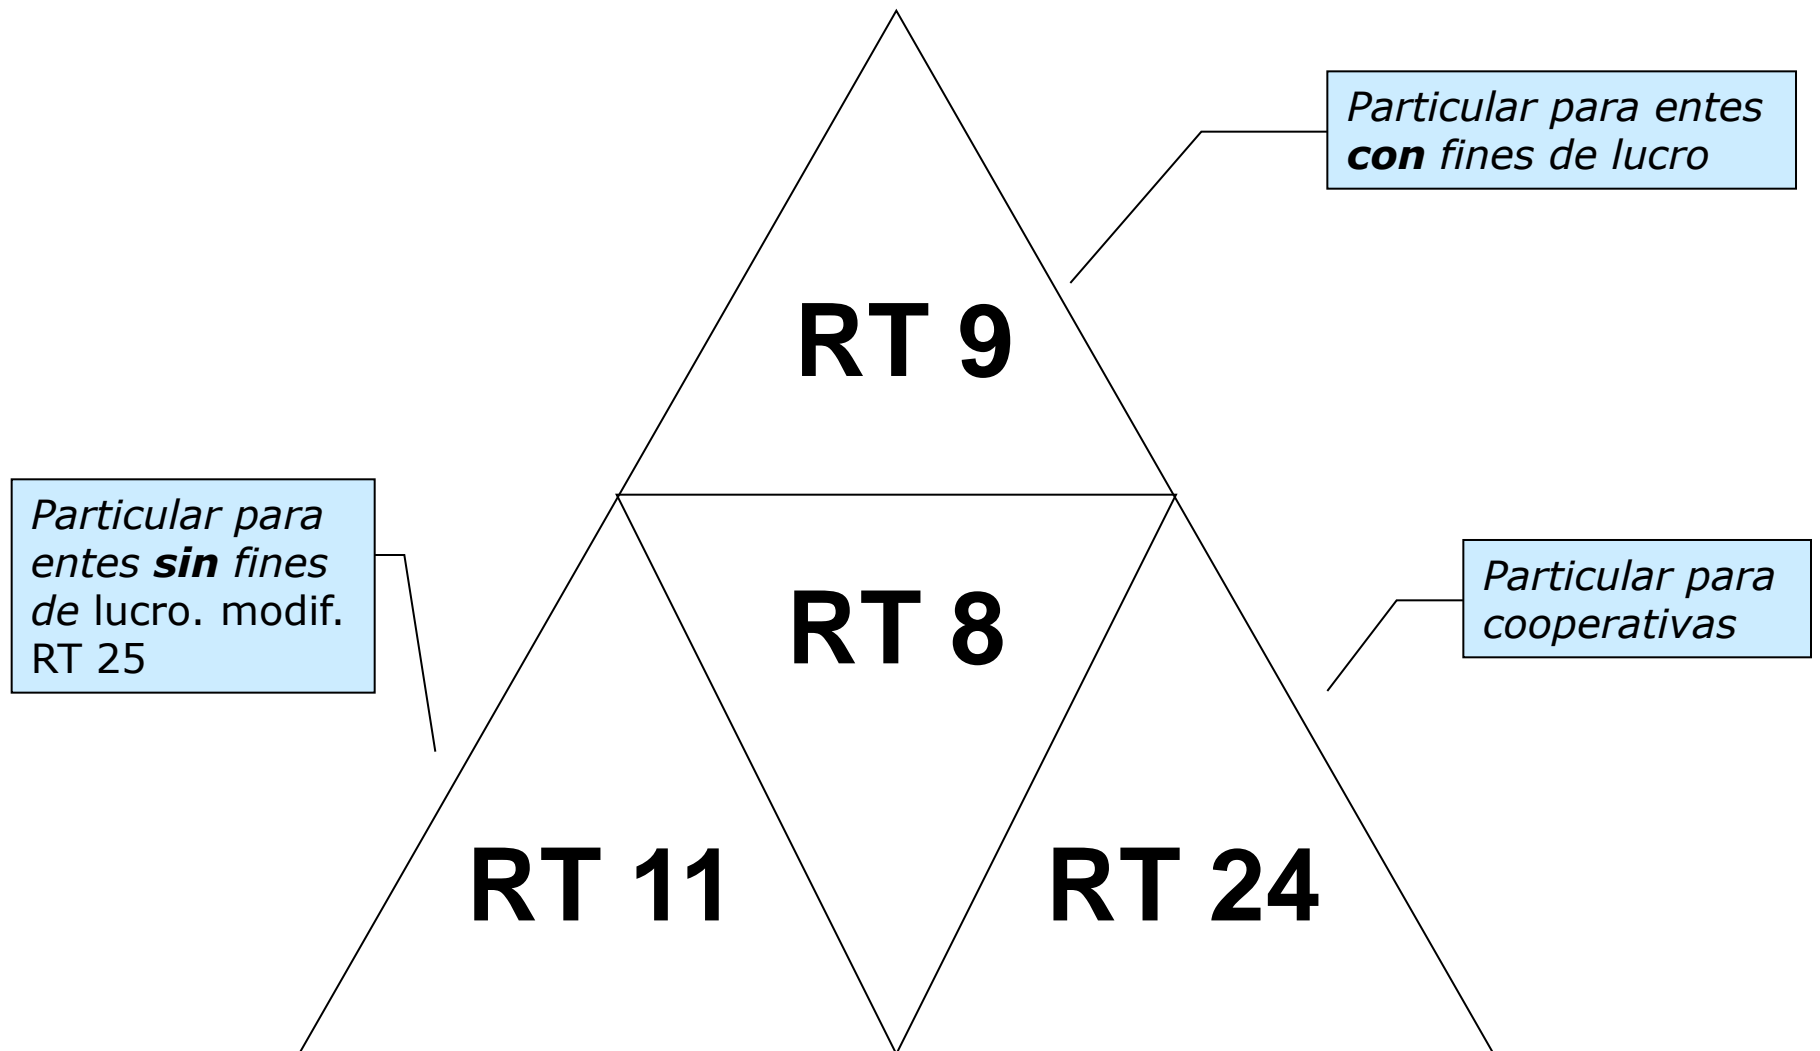 Particular para entes
con fines de lucro
RT 9
Particular para
entes sin fines
de lucro. modif.
RT 25
RT 8
Particular para
cooperativas
RT 11
RT 24